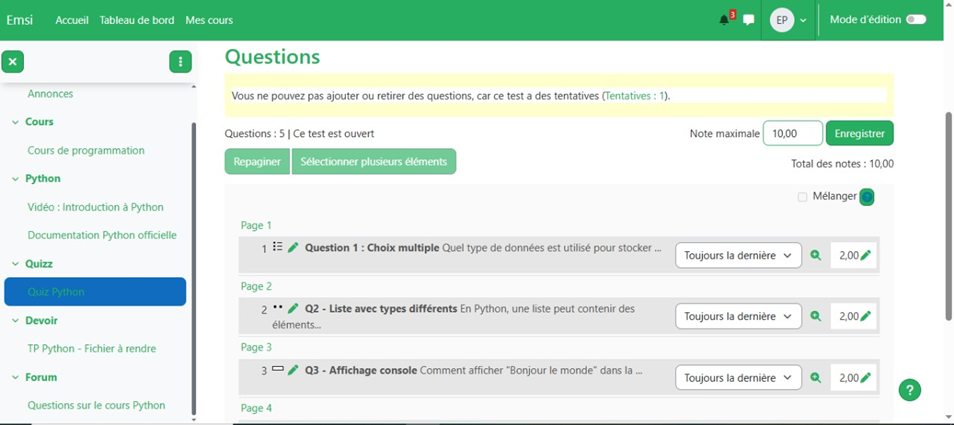 Emsi Accueil Tableau de bord Mes cours 3 EP Mode d'édition
Annonces
Cours
Cours de programmation
Python
Vidéo : Introduction à Python
Documentation Python officielle
Quizz
Quiz Python
Devoir
TP Python - Fichier à rendre
Forum
Questions sur le cours Python
Questions
Vous ne pouvez pas ajouter ou retirer des questions, car ce test a des tentatives (Tentatives : 1).
Questions : 5 | Ce test est ouvert Note maximale 10,00 Enregistrer
Repaginer Sélectionner plusieurs éléments Total des notes : 10,00
Mélanger
Page 1
1 Question 1 : Choix multiple Quel type de données est utilisé pour stocker ... Toujours la dernière 2,00
Page 2
2 Q2 - Liste avec types différents En Python, une liste peut contenir des
éléments... Toujours la dernière 2,00
Page 3
3 Q3 - Affichage console Comment afficher "Bonjour le monde" dans la ... Toujours la dernière 2,00
Page 4
?